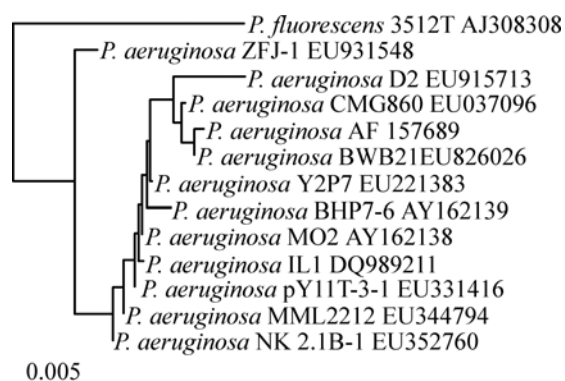 P. fluorescens 3512T AJ308308
P. aeruginosa ZFJ-1 EU931548
P. aeruginosa D2 EU915713
P. aeruginosa CMG860 EU037096
P. aeruginosa AF 157689
P. aeruginosa BWB21EU826026
P. aeruginosa Y2P7 EU221383
P. aeruginosa BHP7-6 AY162139
P. aeruginosa MO2 AY162138
P. aeruginosa IL1 DQ989211
P. aeruginosa pY11T-3-1 EU331416
P. aeruginosa MML2212 EU344794
P. aeruginosa NK 2.1B-1 EU352760
0.005